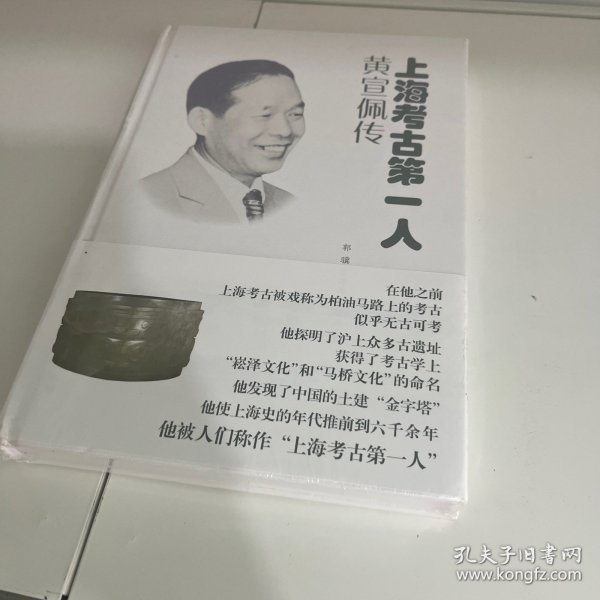 上海考古第一人
黄宣佩传
郭骥
在他之前
上海考古被戏称为柏油马路上的考古
似乎无古可考
他探明了沪上众多古遗址
获得了考古学上
“崧泽文化”和“马桥文化”的命名
他发现了中国的土建“金字塔”
他使上海史的年代推前到六千余年
他被人们称作“上海考古第一人”
孔夫子旧书网
www.kongfz.com